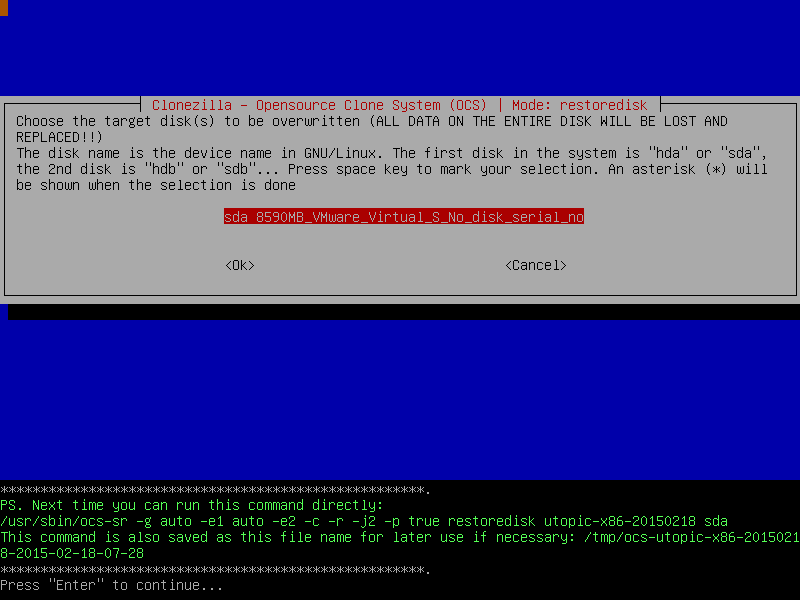 Clonezilla - Opensource Clone System (OCS) | Mode: restoredisk
Choose the target disk(s) to be overwritten (ALL DATA ON THE ENTIRE DISK WILL BE LOST AND
REPLACED!!)
The disk name is the device name in GNU/Linux. The first disk in the system is "hda" or "sda",
the 2nd disk is "hdb" or "sdb"... Press space key to mark your selection. An asterisk (*) will
be shown when the selection is done
sda 8590MB_VMware_Virtual_S_No_disk_serial_no
<Ok> <Cancel>
*****************************************************.
PS. Next time you can run this command directly:
/usr/sbin/ocs-sr -g auto -e1 auto -e2 -c -r -j2 -p true restoredisk utopic-x86-20150218 sda
This command is also saved as this file name for later use if necessary: /tmp/ocs-utopic-x86-2015021
8-2015-02-18-07-28
*****************************************************.
Press "Enter" to continue...